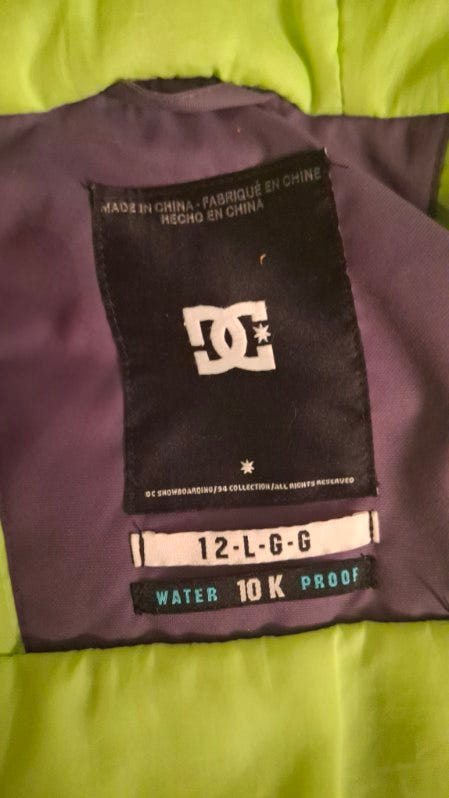 MADE IN CHINA - FABRIQUÉ EN CHINE
HECHO EN CHINA
DC
DC SNOWBOARDING/94 COLLECTION/ALL RIGHTS RESERVED
12-L-G-G
WATER 10 K PROOF